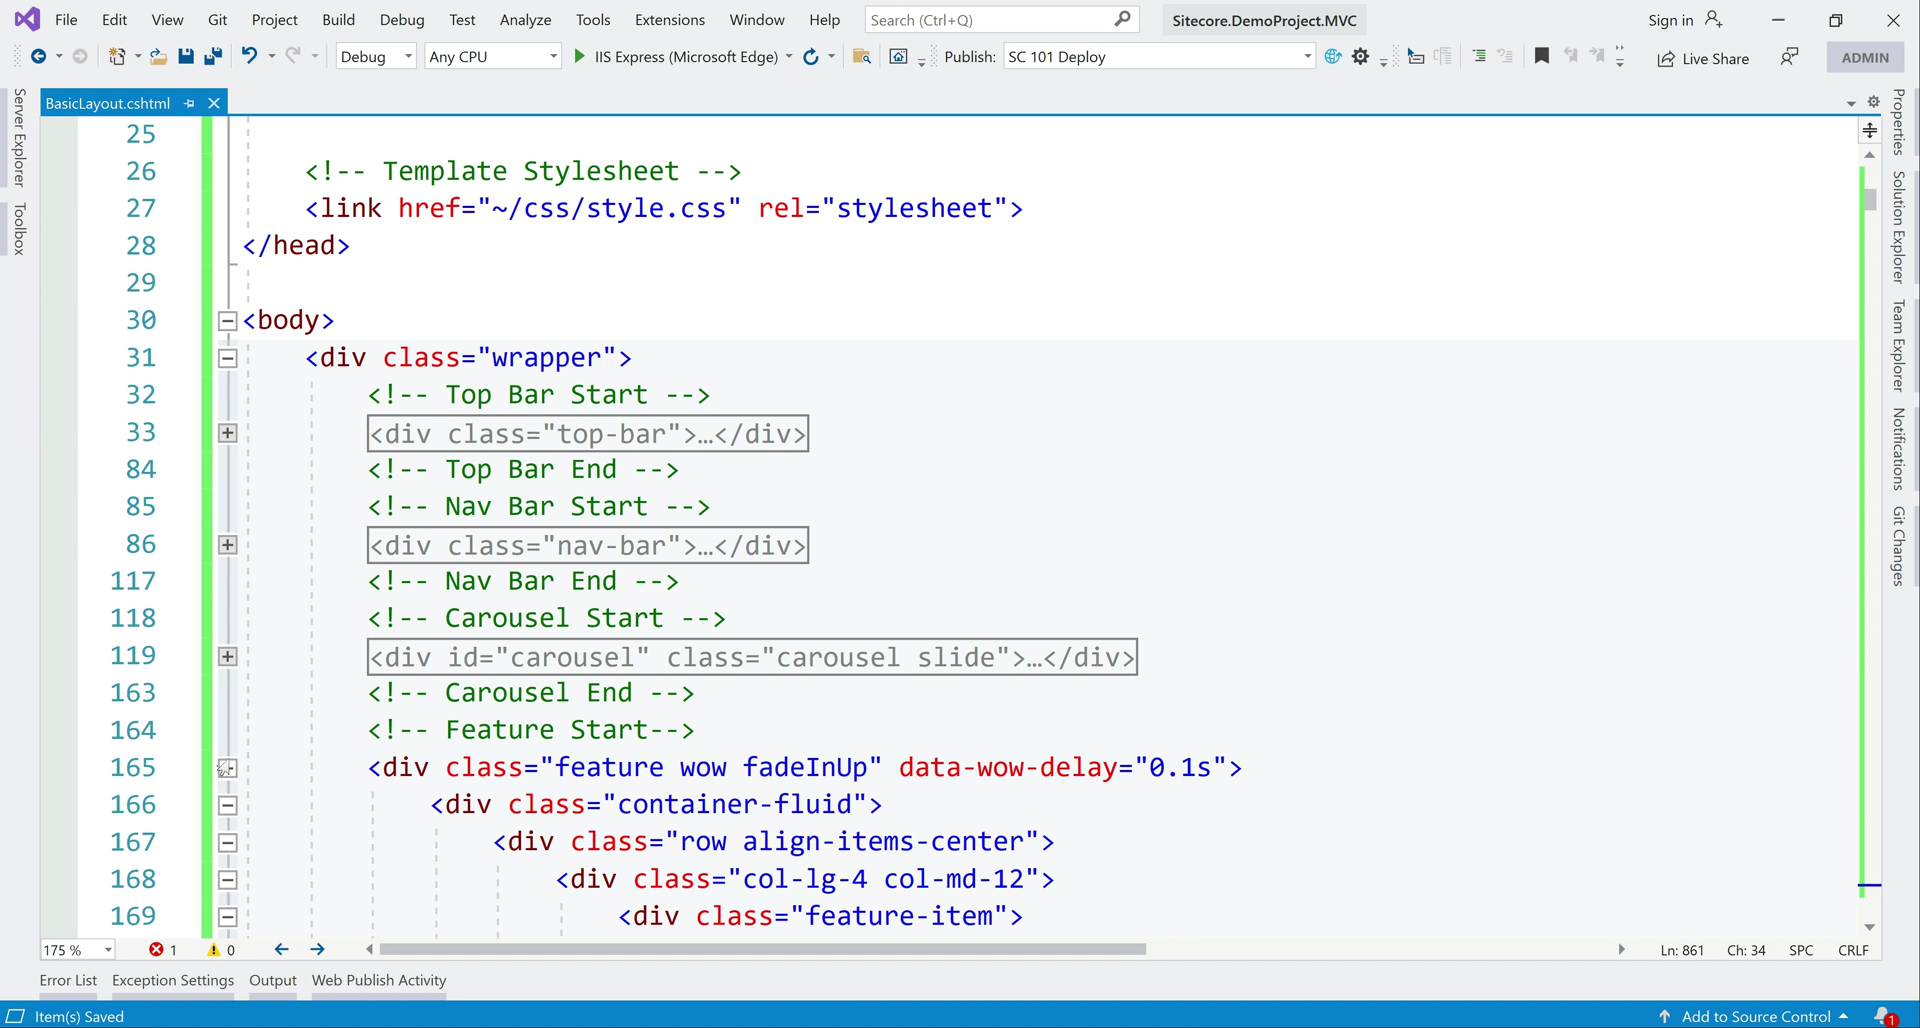 File Edit View Git Project Build Debug Test Analyze Tools Extensions Window Help Search (Ctrl+Q) Sitecore.DemoProject.MVC Sign in
Debug Any CPU IIS Express (Microsoft Edge) Publish: SC 101 Deploy Live Share ADMIN
Server Explorer
Toolbox
BasicLayout.cshtml
25
26 <!-- Template Stylesheet -->
27 <link href="~/css/style.css" rel="stylesheet">
28 </head>
29
30 <body>
31 <div class="wrapper">
32 <!-- Top Bar Start -->
33 <div class="top-bar">…</div>
84 <!-- Top Bar End -->
85 <!-- Nav Bar Start -->
86 <div class="nav-bar">…</div>
117 <!-- Nav Bar End -->
118 <!-- Carousel Start -->
119 <div id="carousel" class="carousel slide">…</div>
163 <!-- Carousel End -->
164 <!-- Feature Start-->
165 <div class="feature wow fadeInUp" data-wow-delay="0.1s">
166 <div class="container-fluid">
167 <div class="row align-items-center">
168 <div class="col-lg-4 col-md-12">
169 <div class="feature-item">
Properties
Solution Explorer
Team Explorer
Notifications
Git Changes
175 % 1 0 Ln: 861 Ch: 34 SPC CRLF
Error List Exception Settings Output Web Publish Activity
Item(s) Saved Add to Source Control 1